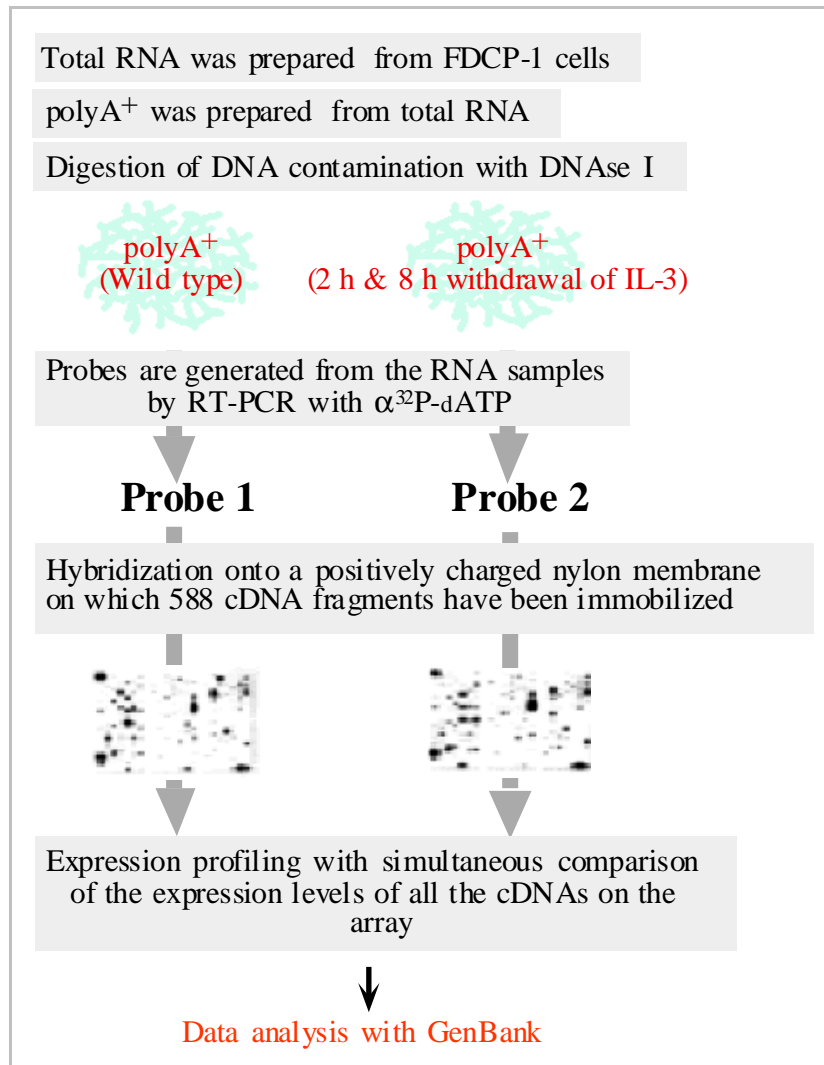 Total RNA was prepared from FDCP-1 cells
polyA+ was prepared from total RNA
Digestion of DNA contamination with DNAse I
polyA+
(Wild type)
polyA+
(2 h & 8 h withdrawal of IL-3)
Probes are generated from the RNA samples
by RT-PCR with α32P-dATP
Probe 1
Probe 2
Hybridization onto a positively charged nylon membrane
on which 588 cDNA fragments have been immobilized
Expression profiling with simultaneous comparison
of the expression levels of all the cDNAs on the
array
Data analysis with GenBank